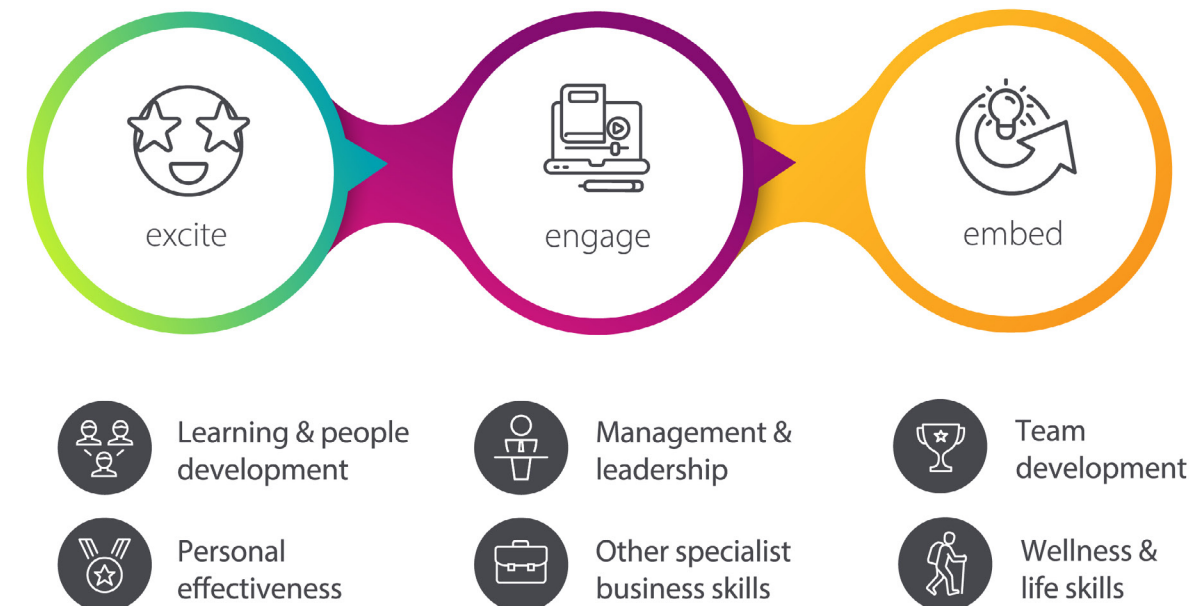 excite
engage
embed
Learning & people
development
Management &
leadership
Team
development
Personal
effectiveness
Other specialist
business skills
Wellness &
life skills